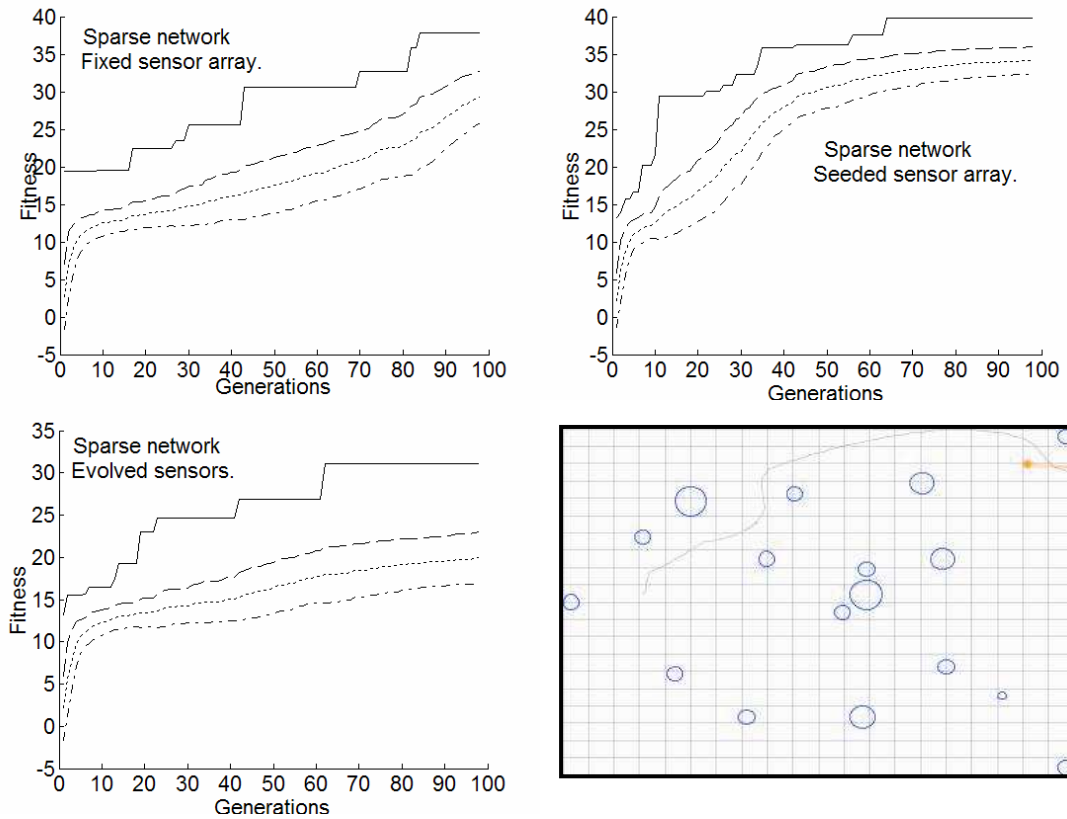 Sparse network
Fixed sensor array.
Fitness
40
35
30
25
20
15
10
5
0
-5
0 10 20 30 40 50 60 70 80 90 100
Generations
Sparse network
Seeded sensor array.
Fitness
40
35
30
25
20
15
10
5
0
-5
0 10 20 30 40 50 60 70 80 90 100
Generations
Sparse network
Evolved sensors.
Fitness
35
30
25
20
15
10
5
0
-5
0 10 20 30 40 50 60 70 80 90 100
Generations